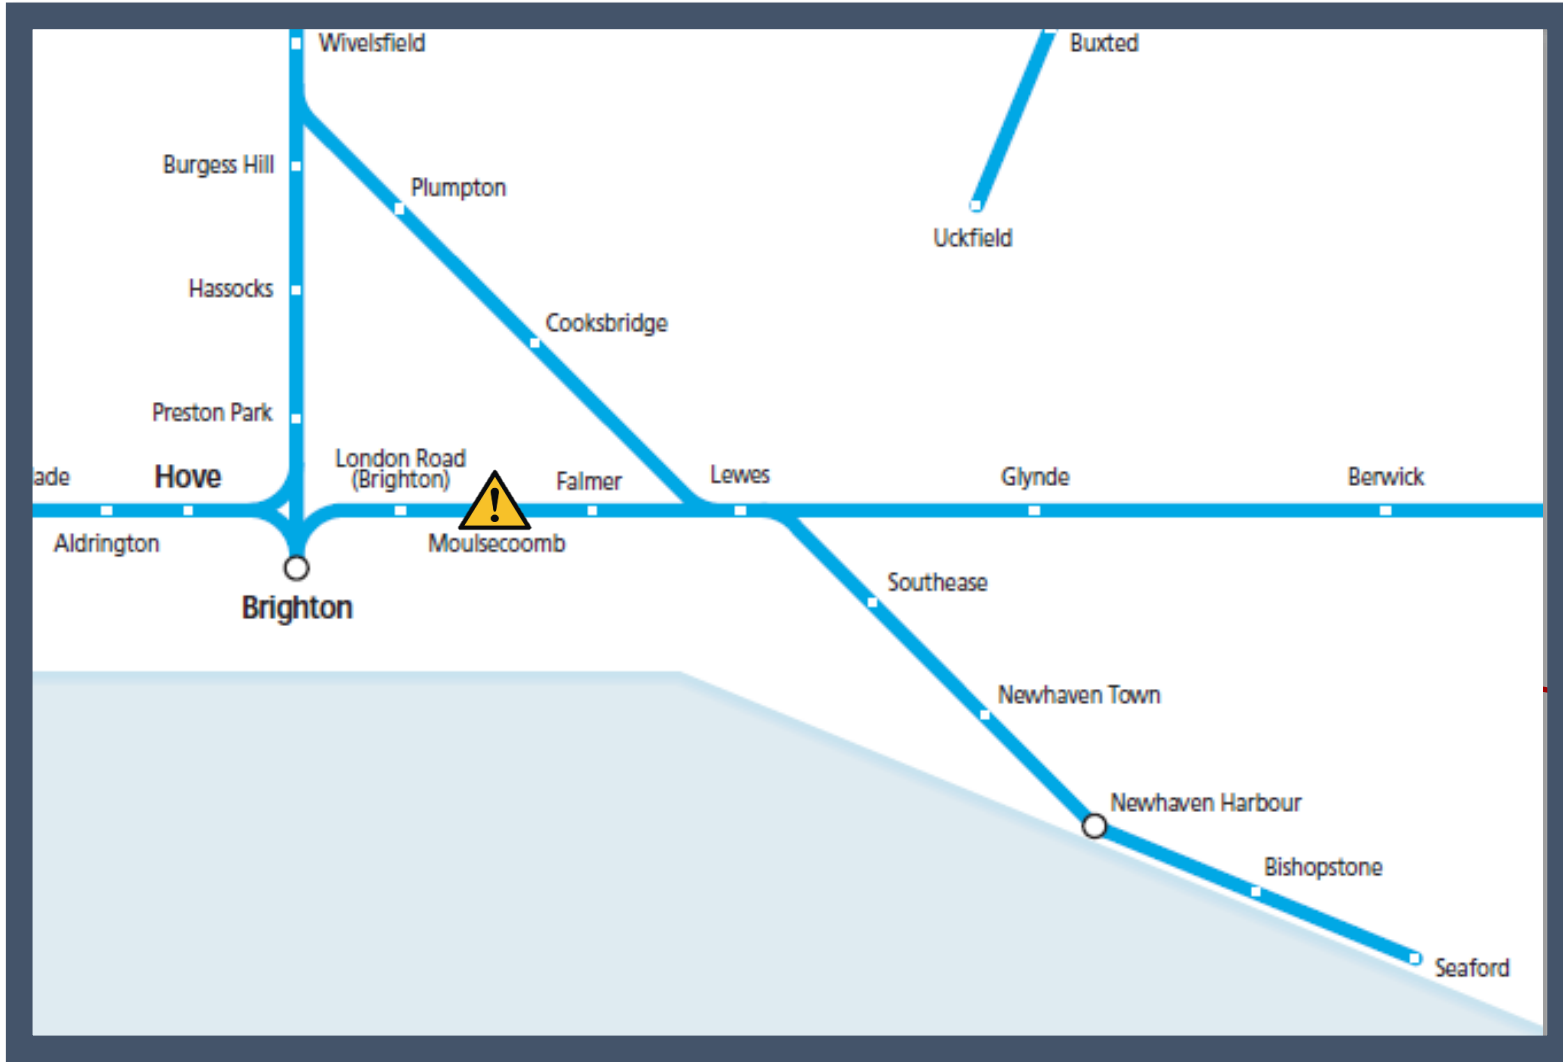 Wivelsfield
Buxted
Burgess Hill
Plumpton
Uckfield
Hassocks
Cooksbridge
Preston Park
London Road
(Brighton)
ade
Hove
Falmer
Lewes
Glynde
Berwick
!
Aldrington
Moulsecoomb
Brighton
Southease
Newhaven Town
Newhaven Harbour
Bishopstone
Seaford